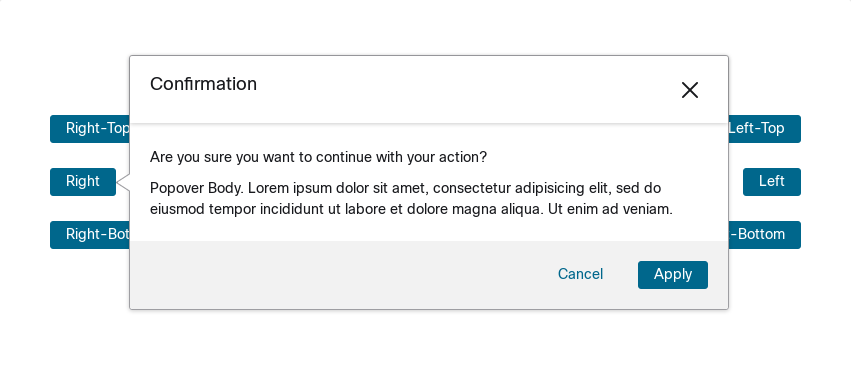 Confirmation
Right-Top
Left-Top
Are you sure you want to continue with your action?
Right
Popover Body. Lorem ipsum dolor sit amet, consectetur adipisicing elit, sed do
eiusmod tempor incididunt ut labore et dolore magna aliqua. Ut enim ad veniam.
Left
Right-Bot
-Bottom
Cancel
Apply